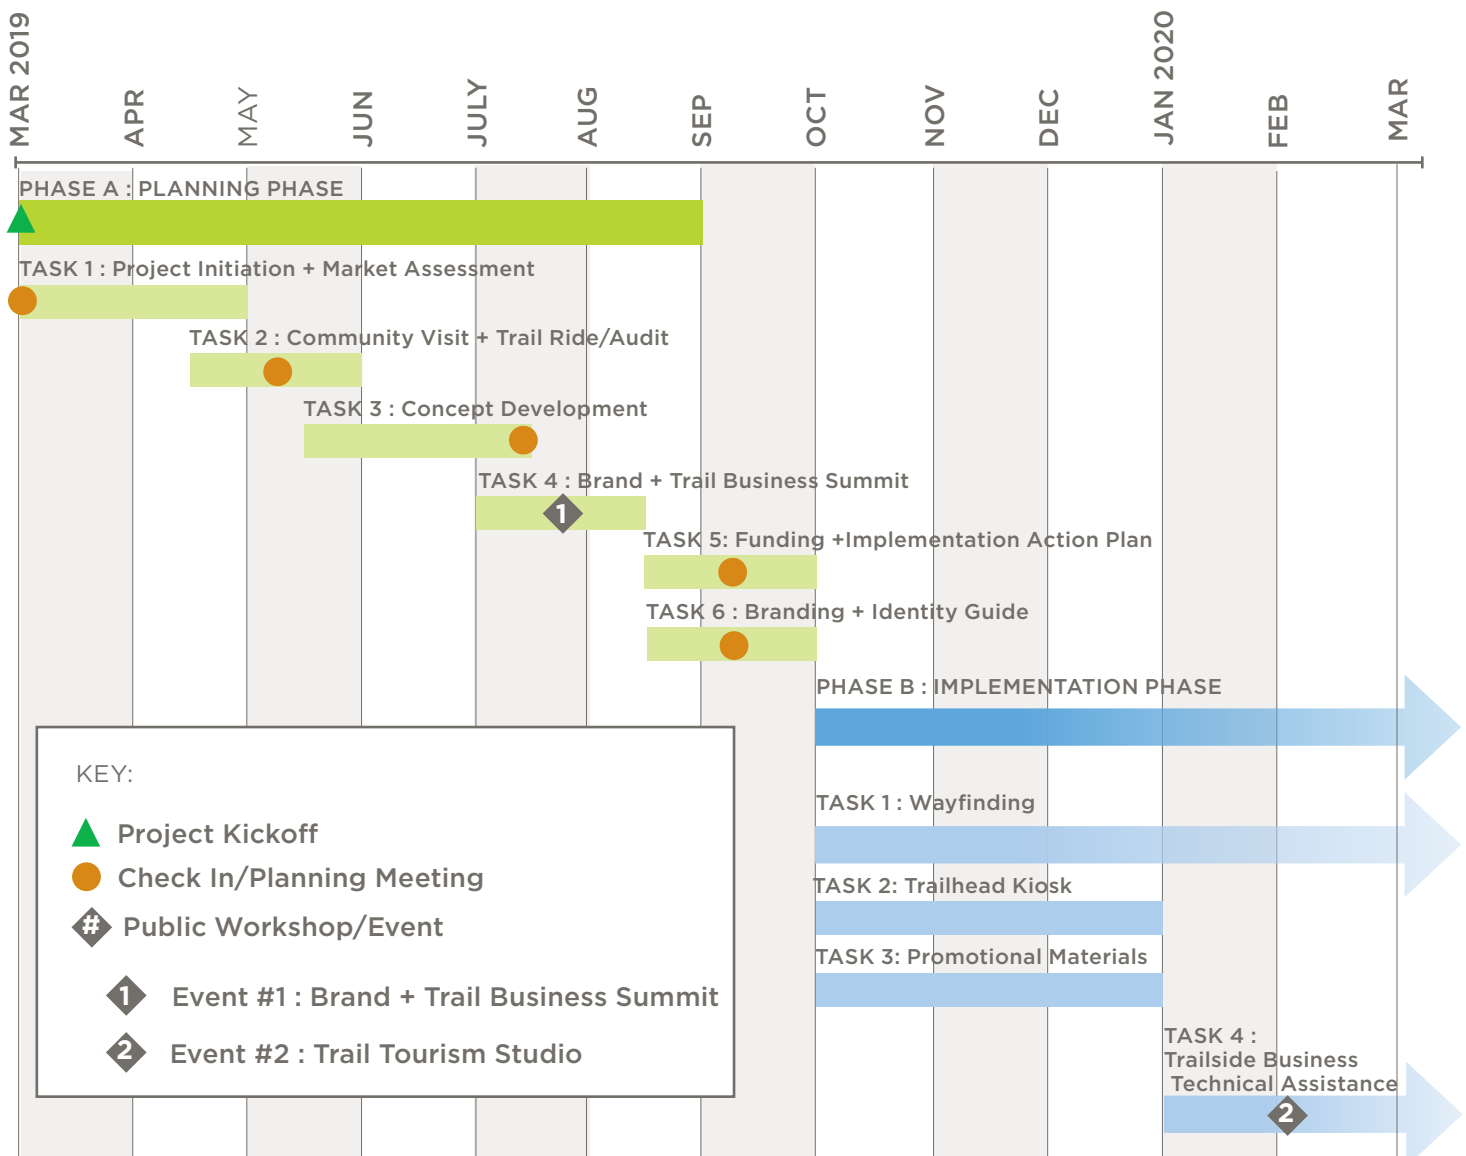 MAR 2019
APR
MAY
JUN
JULY
AUG
SEP
OCT
NOV
DEC
JAN 2020
FEB
MAR
PHASE A : PLANNING PHASE
TASK 1 : Project Initiation + Market Assessment
TASK 2 : Community Visit + Trail Ride/Audit
TASK 3 : Concept Development
TASK 4 : Brand + Trail Business Summit
1
TASK 5: Funding +Implementation Action Plan
TASK 6 : Branding + Identity Guide
PHASE B : IMPLEMENTATION PHASE
TASK 1 : Wayfinding
TASK 2: Trailhead Kiosk
TASK 3: Promotional Materials
TASK 4 :
Trailside Business
Technical Assistance
2
KEY:
Project Kickoff
Check In/Planning Meeting
# Public Workshop/Event
1 Event #1 : Brand + Trail Business Summit
2 Event #2 : Trail Tourism Studio